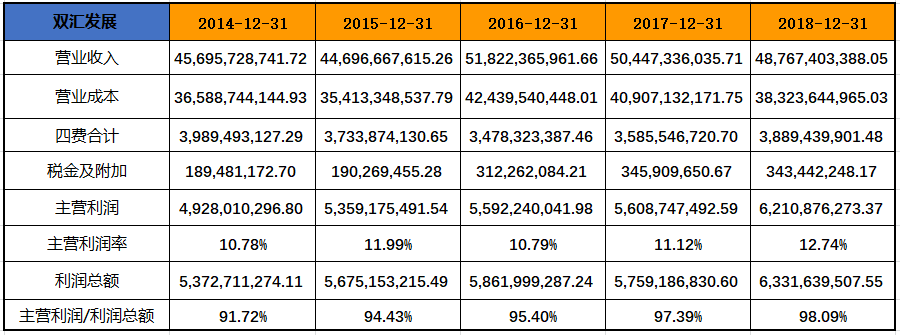 双汇发展 2014-12-31 2015-12-31 2016-12-31 2017-12-31 2018-12-31
营业收入 45,695,728,741.72 44,696,667,615.26 51,822,365,961.66 50,447,336,035.71 48,767,403,388.05
营业成本 36,588,744,144.93 35,413,348,537.79 42,439,540,448.01 40,907,132,171.75 38,323,644,965.03
四费合计 3,989,493,127.29 3,733,874,130.65 3,478,323,387.46 3,585,546,720.70 3,889,439,901.48
税金及附加 189,481,172.70 190,269,455.28 312,262,084.21 345,909,650.67 343,442,248.17
主营利润 4,928,010,296.80 5,359,175,491.54 5,592,240,041.98 5,608,747,492.59 6,210,876,273.37
主营利润率 10.78% 11.99% 10.79% 11.12% 12.74%
利润总额 5,372,711,274.11 5,675,153,215.49 5,861,999,287.24 5,759,186,830.60 6,331,639,507.55
主营利润/利润总额 91.72% 94.43% 95.40% 97.39% 98.09%